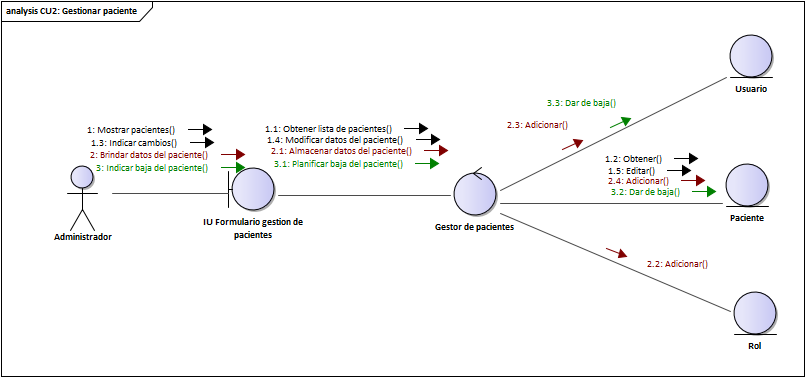 analysis CU2: Gestionar paciente
Usuario
3.3: Dar de baja()
2.3: Adicionar()
1: Mostrar pacientes()
1.3: Indicar cambios()
2: Brindar datos del paciente()
3: Indicar baja del paciente()
1.1: Obtener lista de pacientes()
1.4: Modificar datos del paciente()
2.1: Almacenar datos del paciente()
3.1: Planificar baja del paciente()
1.2: Obtener()
1.5: Editar()
2.4: Adicionar()
3.2: Dar de baja()
Administrador
IU Formulario gestion de
pacientes
Gestor de pacientes
Paciente
2.2: Adicionar()
Rol